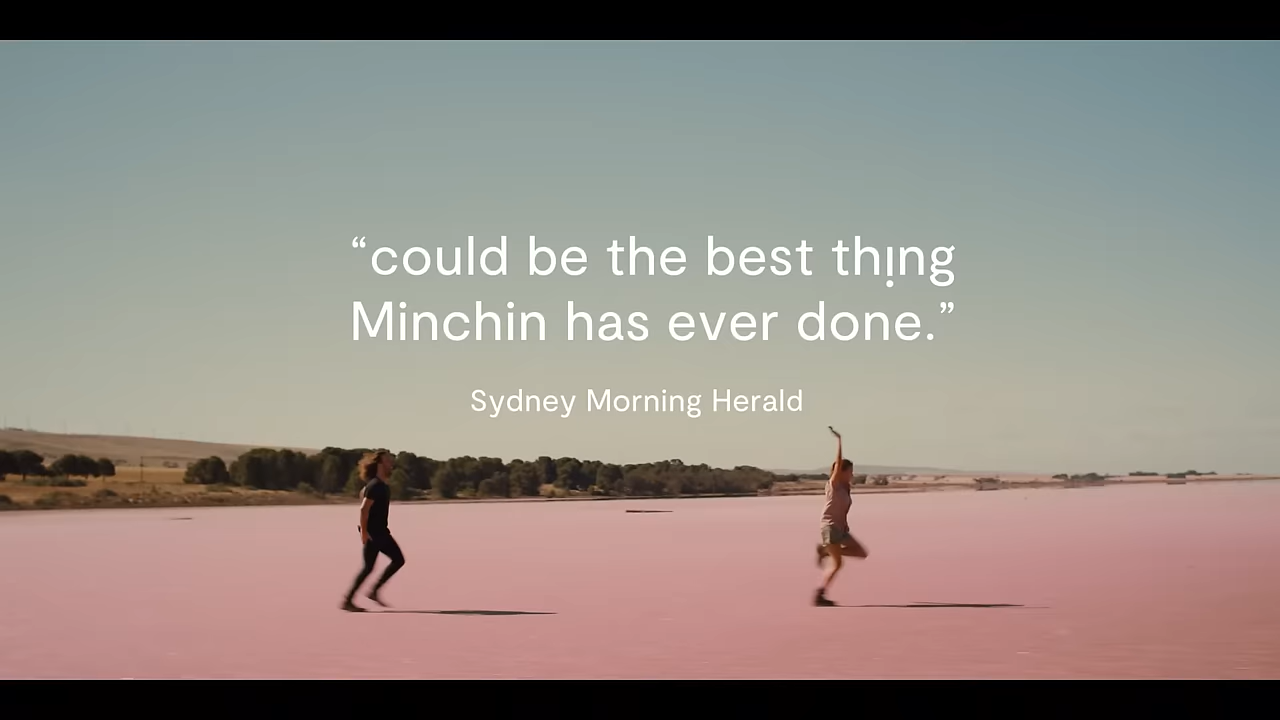 “could be the best thing
Minchin has ever done.”
Sydney Morning Herald